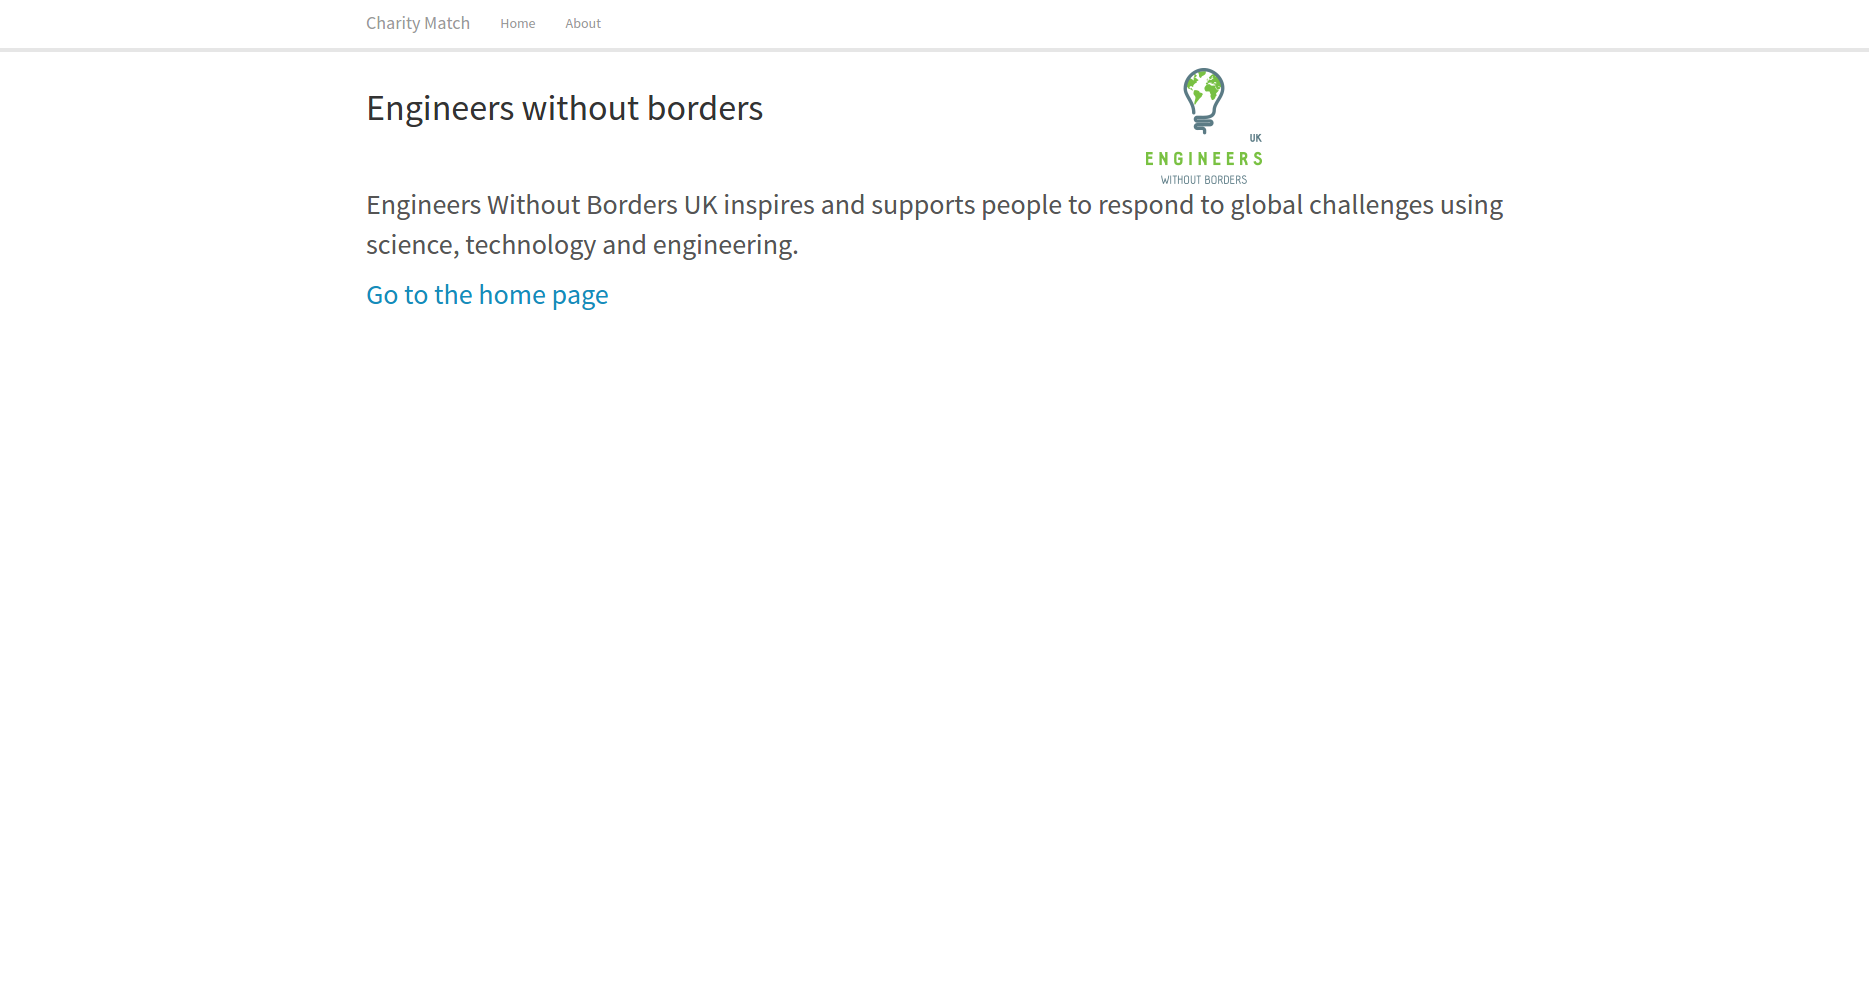 Charity Match Home About
Engineers without borders
UK
ENGINEERS
WITHOUT BORDERS
Engineers Without Borders UK inspires and supports people to respond to global challenges using
science, technology and engineering.
Go to the home page